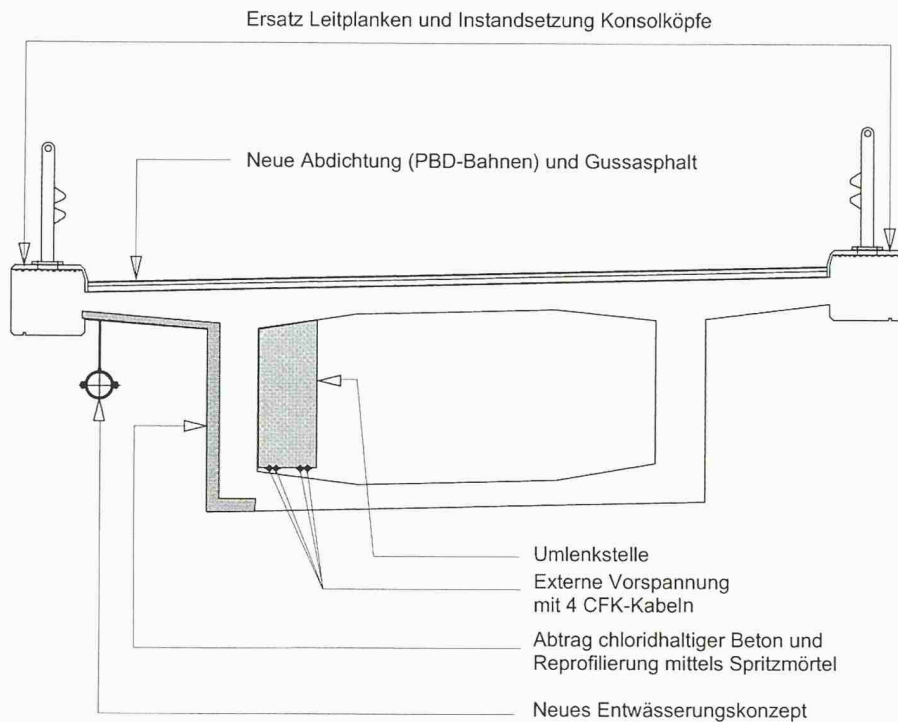 Ersatz Leitplanken und Instandsetzung Konsolköpfe
Neue Abdichtung (PBD-Bahnen) und Gussasphalt
Umlenkstelle
Externe Vorspannung
mit 4 CFK-Kabeln
Abtrag chloridhaltiger Beton und
Reprofilierung mittels Spritzmörtel
Neues Entwässerungskonzept